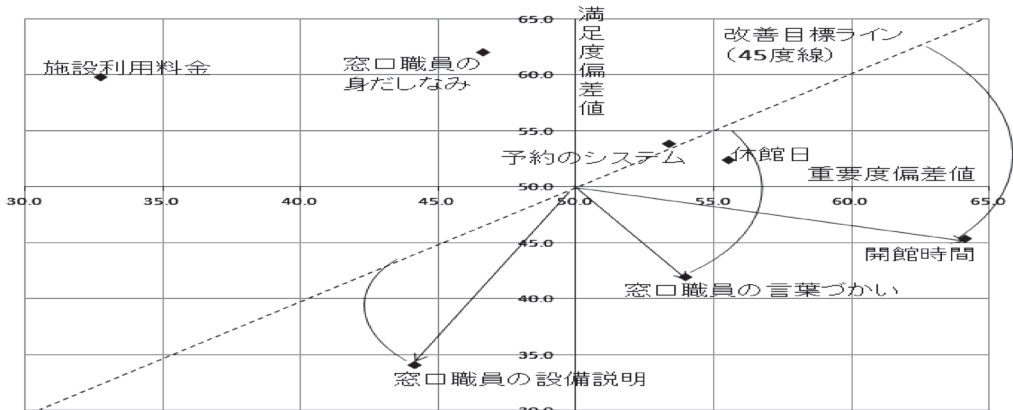 65.0
満足度偏差値
改善目標ライン
(45度線)
施設利用料金
60.0
窓口職員の
身だしなみ
55.0
予約のシステム
休館日
50.0
重要度偏差値
30.0 35.0 40.0 45.0 50.0 55.0 60.0 65.0
45.0
開館時間
窓口職員の言葉づかい
40.0
35.0
窓口職員の設備説明
30.0